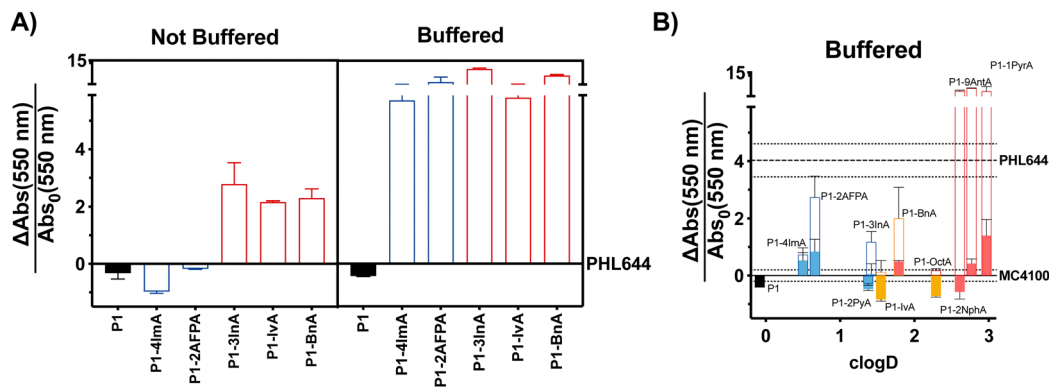 A)
Not Buffered
Buffered
ΔAbs(550 nm)
Abs0(550 nm)
15
4
2
0
PHL644
P1
P1-4ImA
P1-2AFPA
P1-3InA
P1-IvA
P1-BnA
P1
P1-4ImA
P1-2AFPA
P1-3InA
P1-IvA
P1-BnA
B)
Buffered
ΔAbs(550 nm)
Abs0(550 nm)
15
4
2
0
P1-1PyrA
P1-9AntA
PHL644
P1-2AFPA
P1-3InA
P1-BnA
P1-4ImA
P1-OctA
MC4100
P1
P1-2PyA
P1-IvA
P1-2NphA
0
1
2
3
clogD